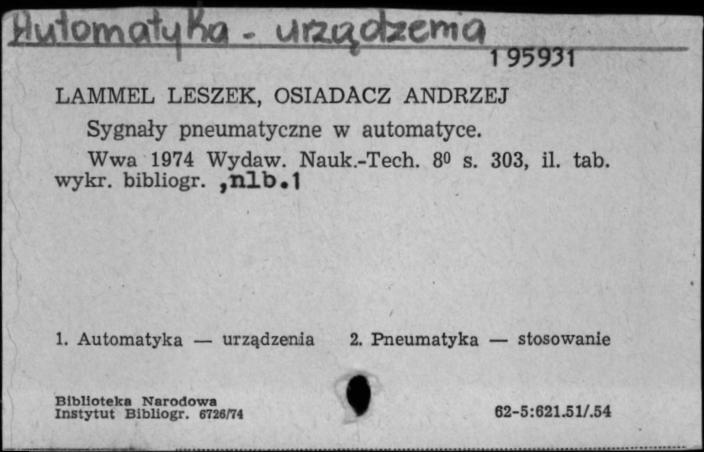 Automatyka - urządzenia
195931
LAMMEL LESZEK, OSIADACZ ANDRZEJ
Sygnały pneumatyczne w automatyce.
Wwa 1974 Wydaw. Nauk.-Tech. 8⁰ s. 303, il. tab.
wykr. bibliogr. ,nlb.1
1. Automatyka — urządzenia 2. Pneumatyka — stosowanie
Biblioteka Narodowa
Instytut Bibliogr. 6726/74
62-5:621.51/.54